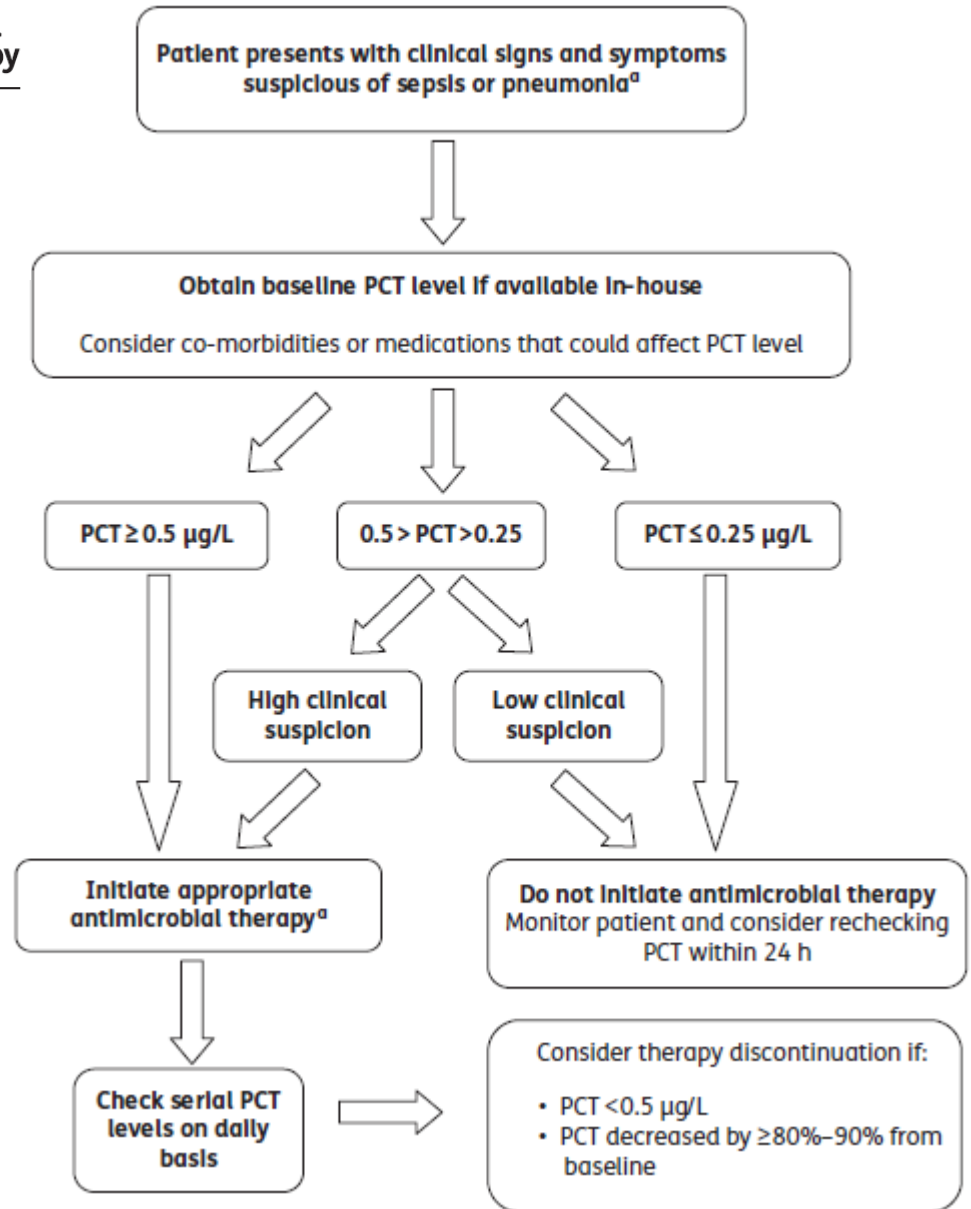 py
Patient presents with clinical signs and symptoms
suspicious of sepsis or pneumoniaᵃ
Obtain baseline PCT level if available in-house
Consider co-morbidities or medications that could affect PCT level
PCT ≥ 0.5 µg/L
0.5 > PCT > 0.25
PCT ≤ 0.25 µg/L
High clinical
suspicion
Low clinical
suspicion
Initiate appropriate
antimicrobial therapyᵃ
Do not initiate antimicrobial therapy
Monitor patient and consider rechecking
PCT within 24 h
Check serial PCT
levels on daily
basis
Consider therapy discontinuation if:
• PCT <0.5 µg/L
• PCT decreased by ≥80%–90% from
baseline